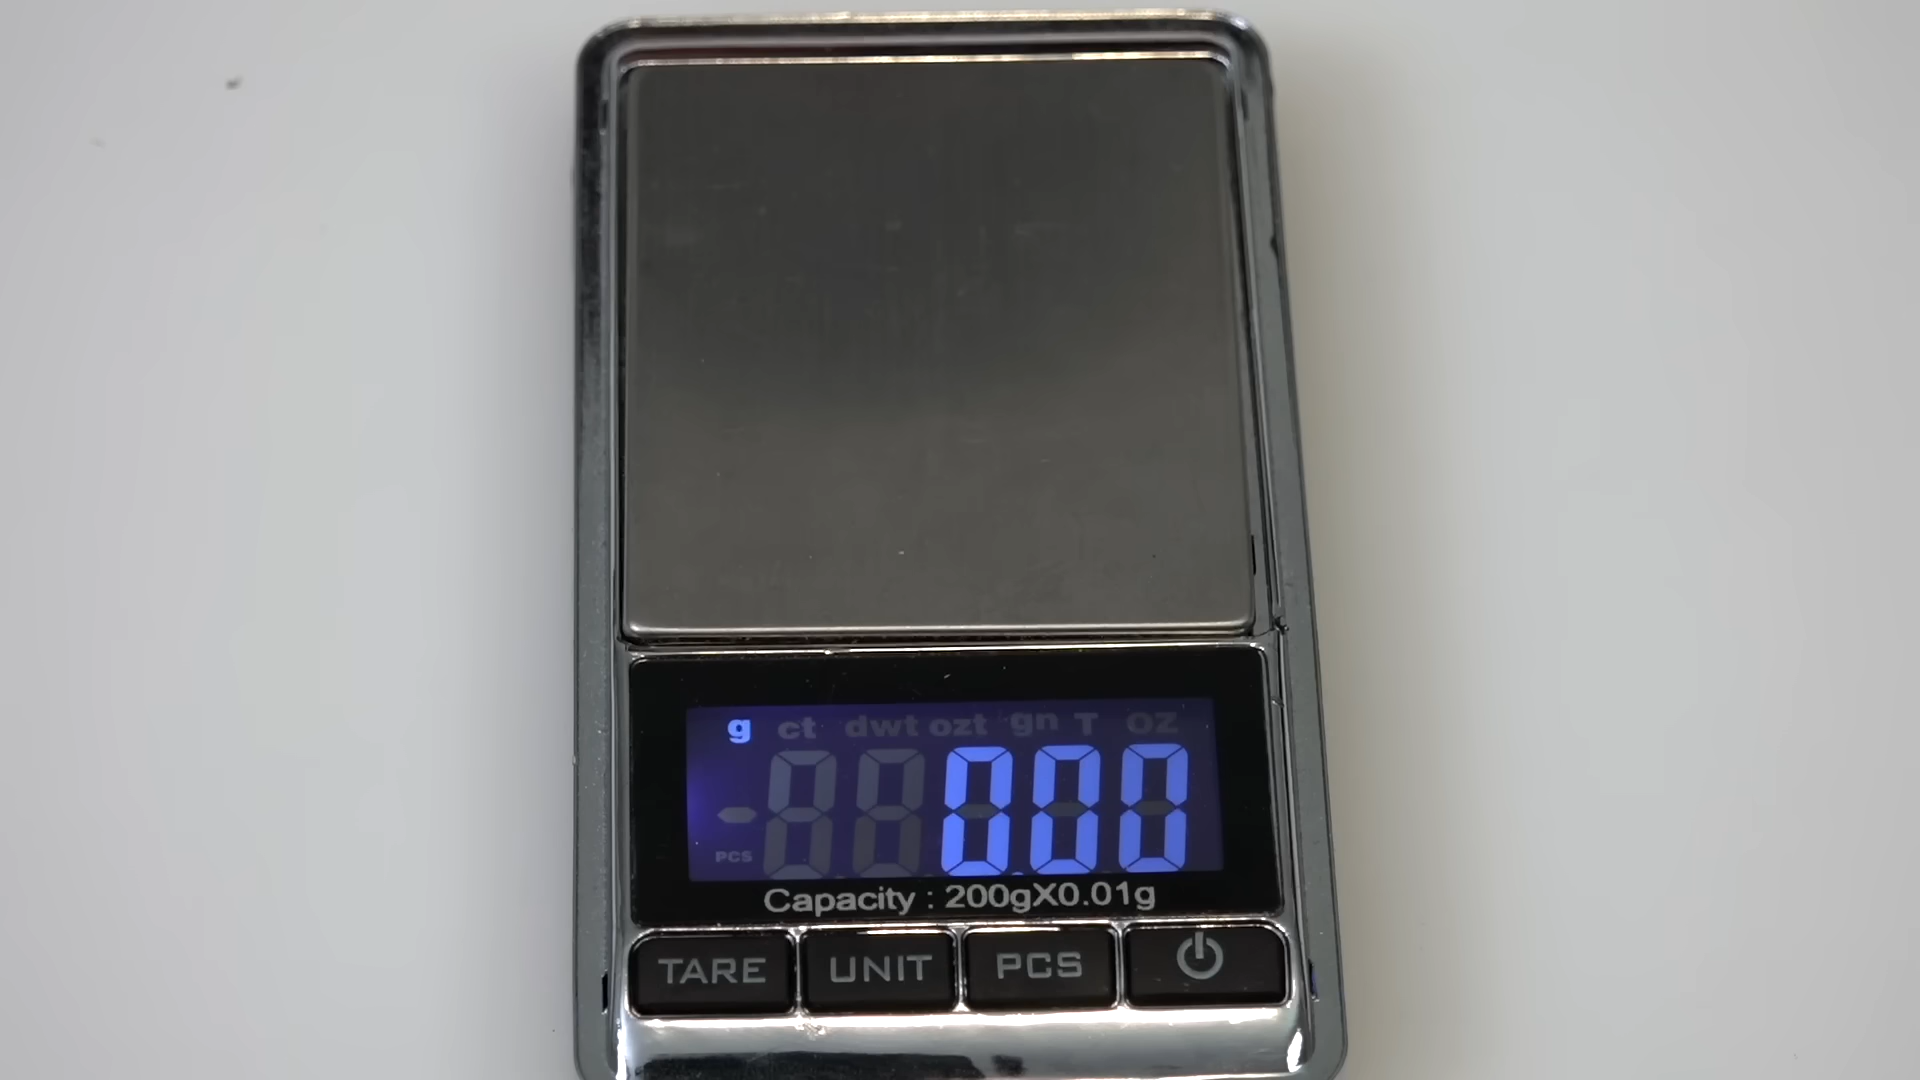 g ct dwt ozt gn T OZ
0.00
PCS
Capacity : 200gX0.01g
TARE UNIT PCS